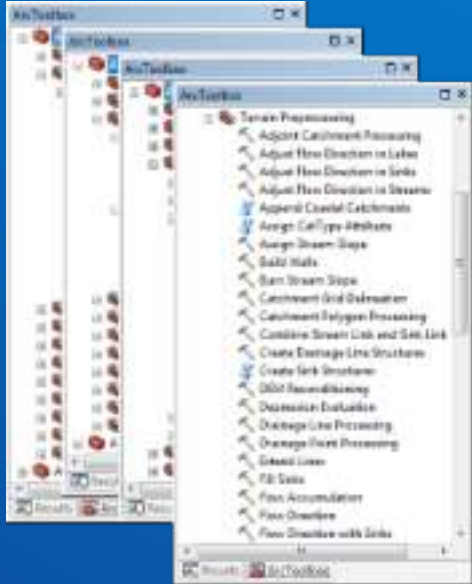 ArcToolbox
ArcToolbox
ArcToolbox
ArcToolbox
Terrain Preprocessing
Adjoint Catchment Processing
Adjust Flow Direction in Lakes
Adjust Flow Direction in Sinks
Adjust Flow Direction in Streams
Append Coastal Catchments
Assign CatType Attribute
Assign Stream Slope
Build Walls
Burn Stream Slope
Catchment Grid Delineation
Catchment Polygon Processing
Combine Stream Link and Sink Link
Create Drainage Line Structures
Create Sink Structures
DEM Reconditioning
Depression Evaluation
Drainage Line Processing
Drainage Point Processing
Extend Lines
Fill Sinks
Flow Accumulation
Flow Direction
Flow Direction with Sinks
Results
Results ArcToolbox